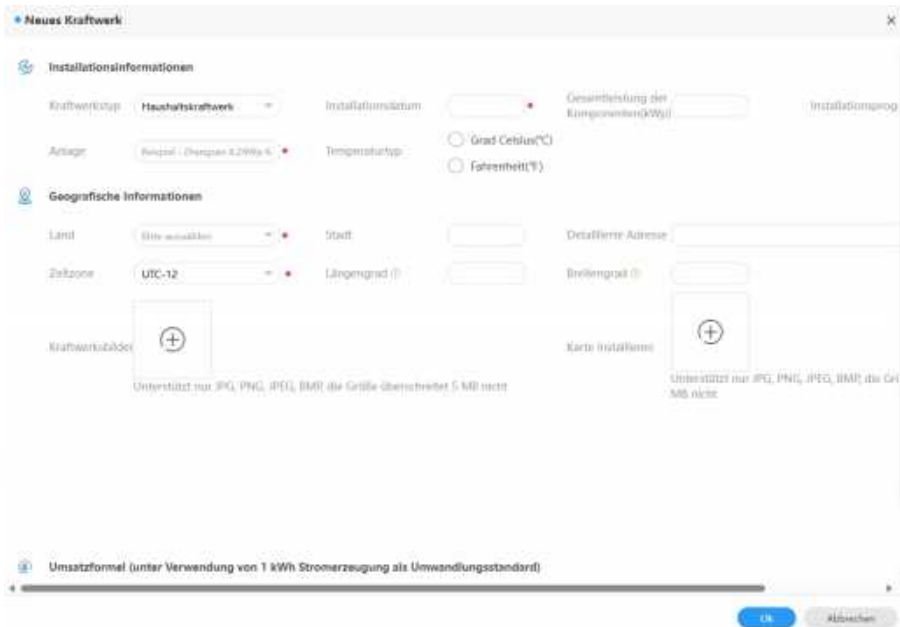 Neues Kraftwerk
Installationsinformationen
Kraftwerkstyp Haushaltskraftwerk Installationsdatum Gesamtleistung der Komponenten(kWp) Installationsprog
Anlage Temperaturtyp Grad Celsius(°C)
Fahrenheit(°F)
Geografische Informationen
Land Bitte auswählen Stadt Detaillierte Adresse
Zeitzone UTC-12 Längengrad Breitengrad
Kraftwerksbilder Karte installieren
Unterstützt nur JPG, PNG, JPEG, BMP, die Größe überschreitet 5 MB nicht
Unterstützt nur JPG, PNG, JPEG, BMP, die Grö
MB nicht
Umsatzformel (unter Verwendung von 1 kWh Stromerzeugung als Umwandlungsstandard)
Ok Abbrechen